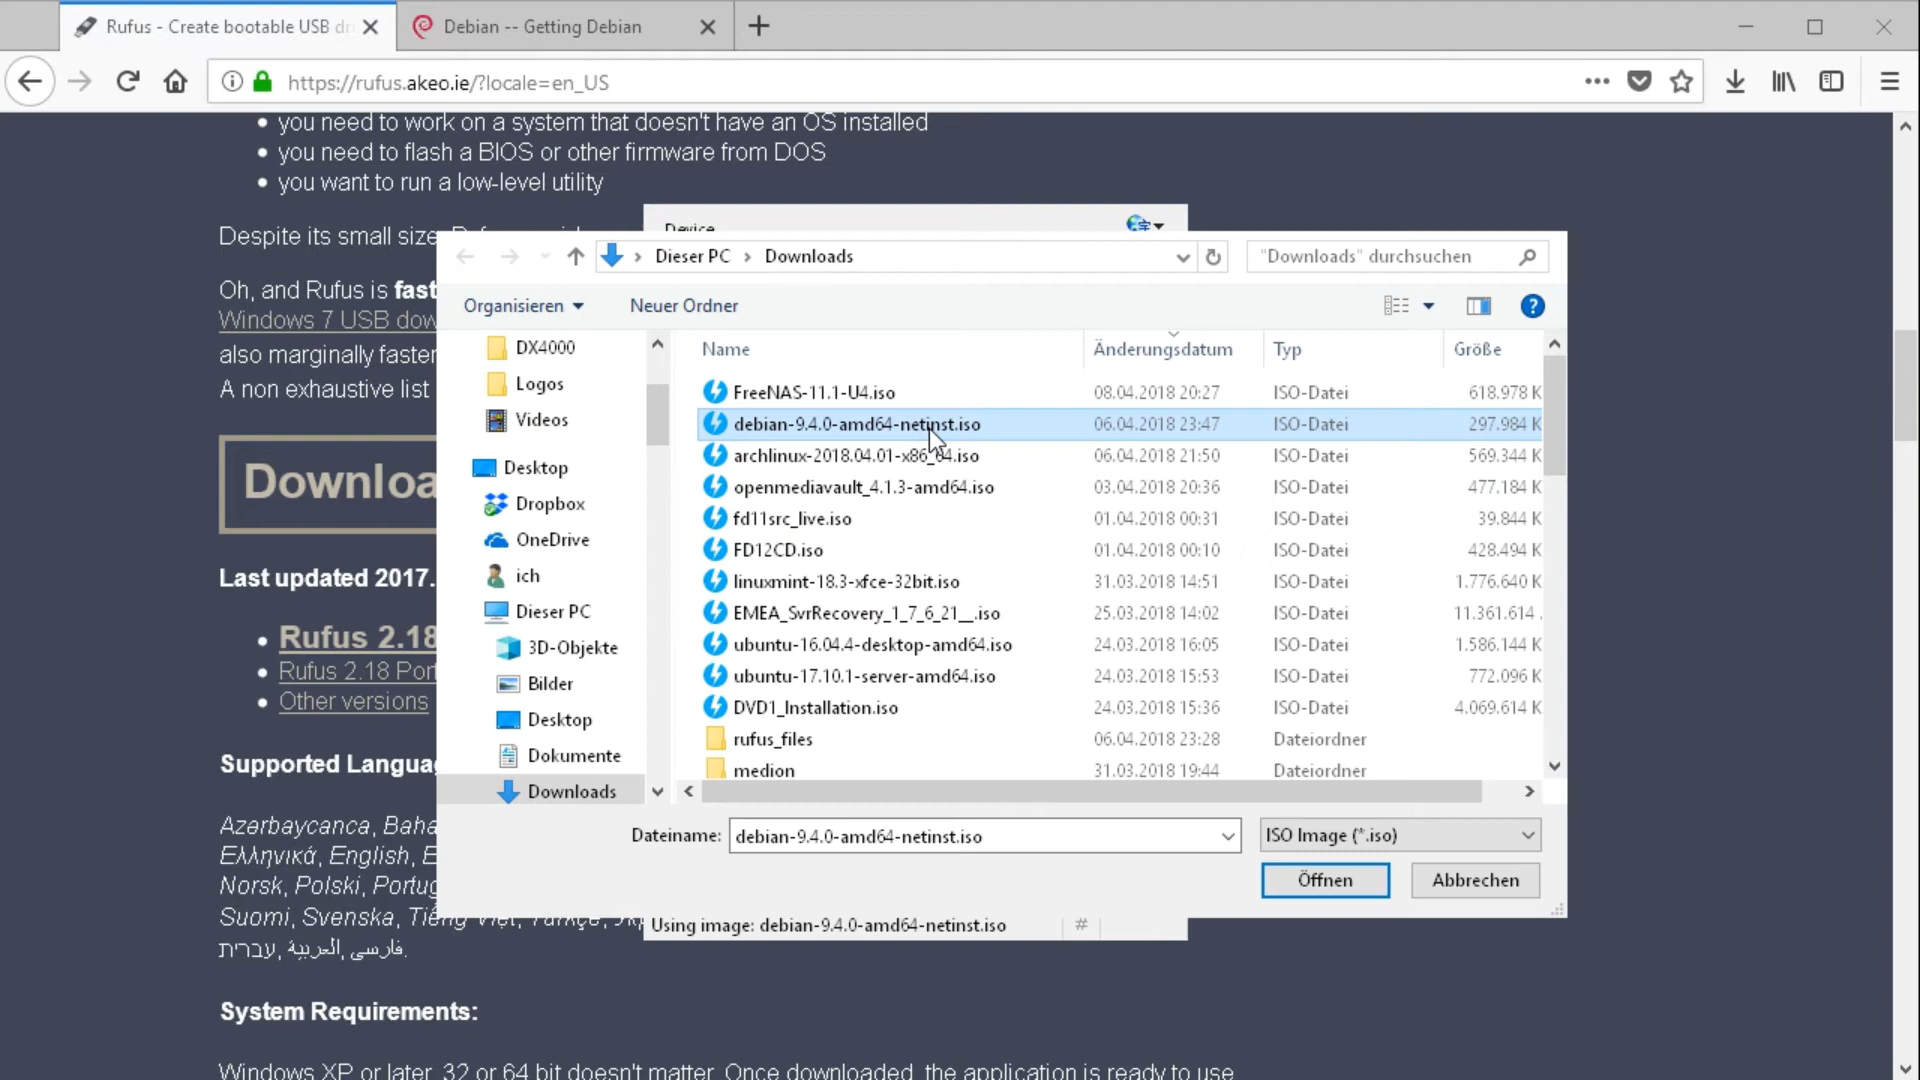 Rufus - Create bootable USB
Debian -- Getting Debian
https://rufus.akeo.ie/?locale=en_US
you need to work on a system that doesn't have an OS installed
you need to flash a BIOS or other firmware from DOS
you want to run a low-level utility
Despite its small size
Oh, and Rufus is fast
Windows 7 USB dow
also marginally faster
A non exhaustive list
Downloa
Last updated 2017.
Rufus 2.18
Rufus 2.18 Port
Other versions
Supported Langua
Azərbaycanca, Baha
Ελληνικά, English, E
Norsk, Polski, Portug
Suomi, Svenska, Tiếng Việt, Türkçe,
עברית, العربية, فارسی.
System Requirements:
Windows XP or later, 32 or 64 bit doesn't matter. Once downloaded, the application is ready to use
Device
Dieser PC > Downloads
"Downloads" durchsuchen
Organisieren
Neuer Ordner
?
DX4000
Logos
Videos
Desktop
Dropbox
OneDrive
ich
Dieser PC
3D-Objekte
Bilder
Desktop
Dokumente
Downloads
Name Änderungsdatum Typ Größe
FreeNAS-11.1-U4.iso 08.04.2018 20:27 ISO-Datei 618.978 K
debian-9.4.0-amd64-netinst.iso 06.04.2018 23:47 ISO-Datei 297.984 K
archlinux-2018.04.01-x86_64.iso 06.04.2018 21:50 ISO-Datei 569.344 K
openmediavault_4.1.3-amd64.iso 03.04.2018 20:36 ISO-Datei 477.184 K
fd11src_live.iso 01.04.2018 00:31 ISO-Datei 39.844 K
FD12CD.iso 01.04.2018 00:10 ISO-Datei 428.494 K
linuxmint-18.3-xfce-32bit.iso 31.03.2018 14:51 ISO-Datei 1.776.640 K
EMEA_SvrRecovery_1_7_6_21__.iso 25.03.2018 14:02 ISO-Datei 11.361.614
ubuntu-16.04.4-desktop-amd64.iso 24.03.2018 16:05 ISO-Datei 1.586.144 K
ubuntu-17.10.1-server-amd64.iso 24.03.2018 15:53 ISO-Datei 772.096 K
DVD1_Installation.iso 24.03.2018 15:36 ISO-Datei 4.069.614 K
rufus_files 06.04.2018 23:28 Dateiordner
medion 31.03.2018 19:44 Dateiordner
Dateiname: debian-9.4.0-amd64-netinst.iso
ISO Image (*.iso)
Öffnen
Abbrechen
Using image: debian-9.4.0-amd64-netinst.iso
#